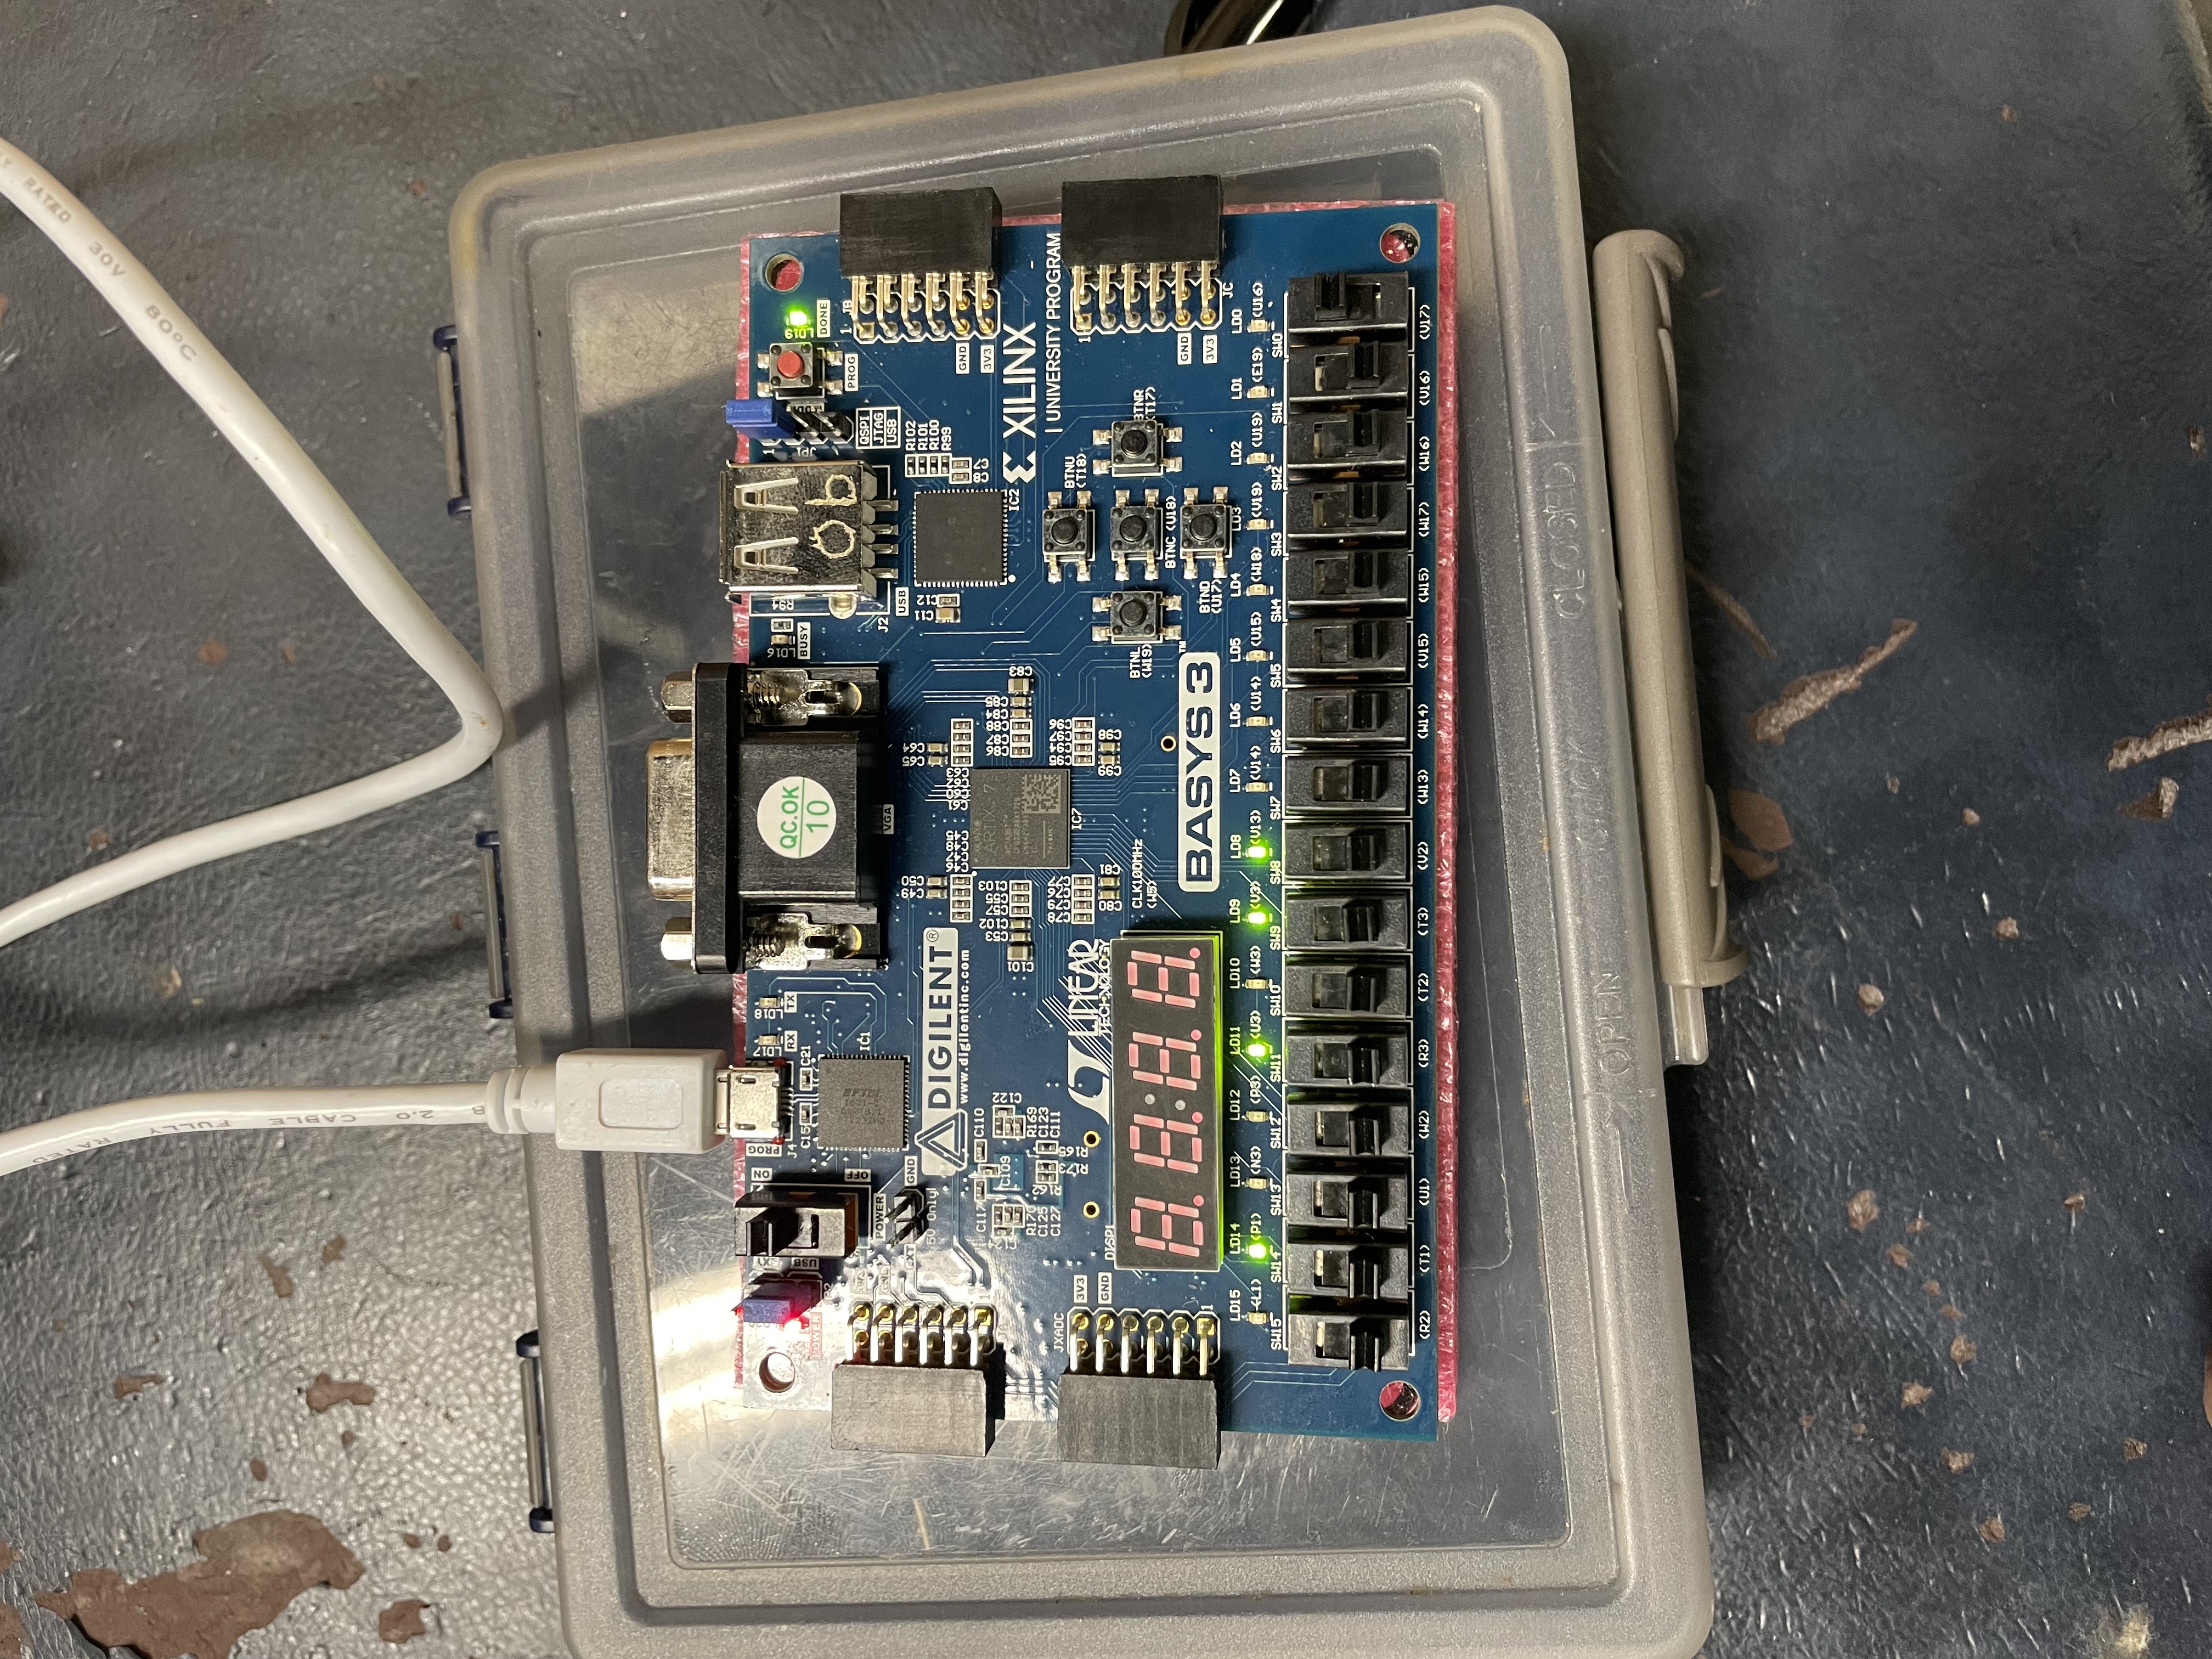 RATED
FULLY
CABLE
2.0
RATED
30V
80°C
QC.OK
10
ON
OFF
USB
POWER
POWER
EXT
GND
5V Only!
PROG
J4
C15
C21
IC1
LD17
RX
LD18
TX
VGA
LD16
BUSY
R94
J2
USB
QSPI
JTAG
USB
PROG
LD19
DONE
1
JB
GND
3V3
DIGILENT®
www.digilentinc.com
C49
C50
C65
C64
C46
C47
C48
C45
C61
C60
C62
C63
C11
C12
R102
R101
R100
R99
C8
C7
IC2
XILINX
UNIVERSITY PROGRAM
XILINX
ARTIX-7
TAIWAN
IC7
C117
C110
C109
C122
R170
C125
C127
R162
R169
C123
C111
R173
R165
C101
C53
C102
C57
C55
C103
C86
C87
C88
C84
C85
C83
C78
C79
C76
C77
C80
C81
C95
C94
C97
C96
C99
C98
JXADC
3V3
GND
1
LINEAR
TECHNOLOGY
DISP1
CLK100MHz
(W5)
BASYS 3™
BTNU
(T18)
BTNL
(W19)
BTNC (U18)
BTNR
(T17)
BTND
(U17)
1
GND
3V3
JC
LD15 LD14 LD13 LD12 LD11 LD10 LD9 LD8 LD7 LD6 LD5 LD4 LD3 LD2 LD1 LD0
(L1) (P1) (N3) (P3) (U3) (W3) (V3) (V13) (V14) (U14) (U15) (W18) (V19) (U19) (E19) (U16)
SW15 SW14 SW13 SW12 SW11 SW10 SW9 SW8 SW7 SW6 SW5 SW4 SW3 SW2 SW1 SW0
(R2) (T1) (U1) (W2) (R3) (T2) (T3) (V2) (W13) (W14) (V15) (W15) (W17) (W16) (V16) (V17)
OPEN CLICK CLOSED